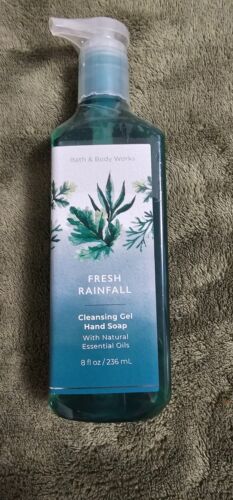 Bath & Body Works
FRESH
RAINFALL
Cleansing Gel
Hand Soap
With Natural
Essential Oils
8 fl oz / 236 mL